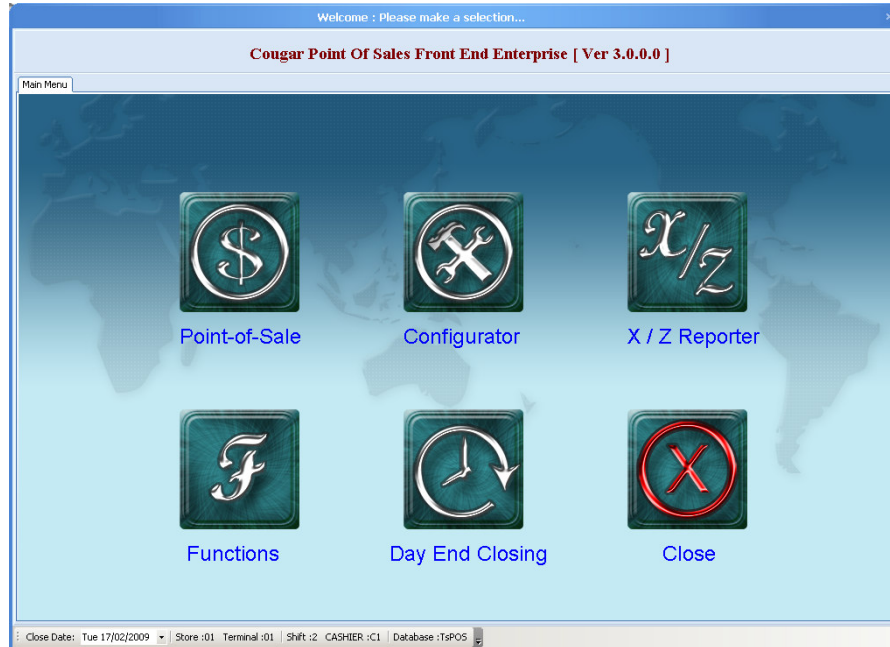 Welcome : Please make a selection...
Cougar Point Of Sales Front End Enterprise [ Ver 3.0.0.0 ]
Main Menu
$
X/Z
Point-of-Sale Configurator X / Z Reporter
F
X
Functions Day End Closing Close
Close Date: Tue 17/02/2009 Store :01 Terminal :01 Shift :2 CASHIER :C1 Database :TsPOS